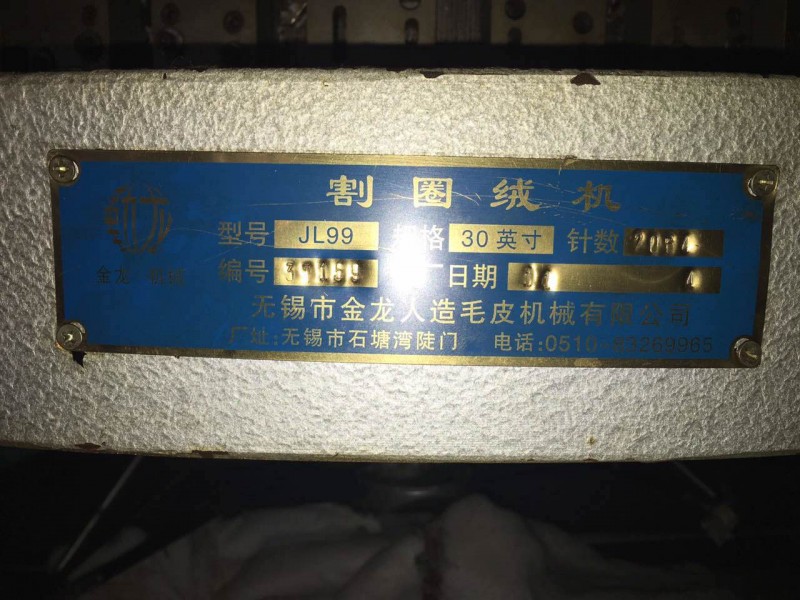 割圈绒机
型号 JL99 规格 30英寸 针数
编号 厂日期 4
金龙
无锡市金龙人造毛皮机械有限公司
厂址:无锡市石塘湾陡门 电话:0510-83269965